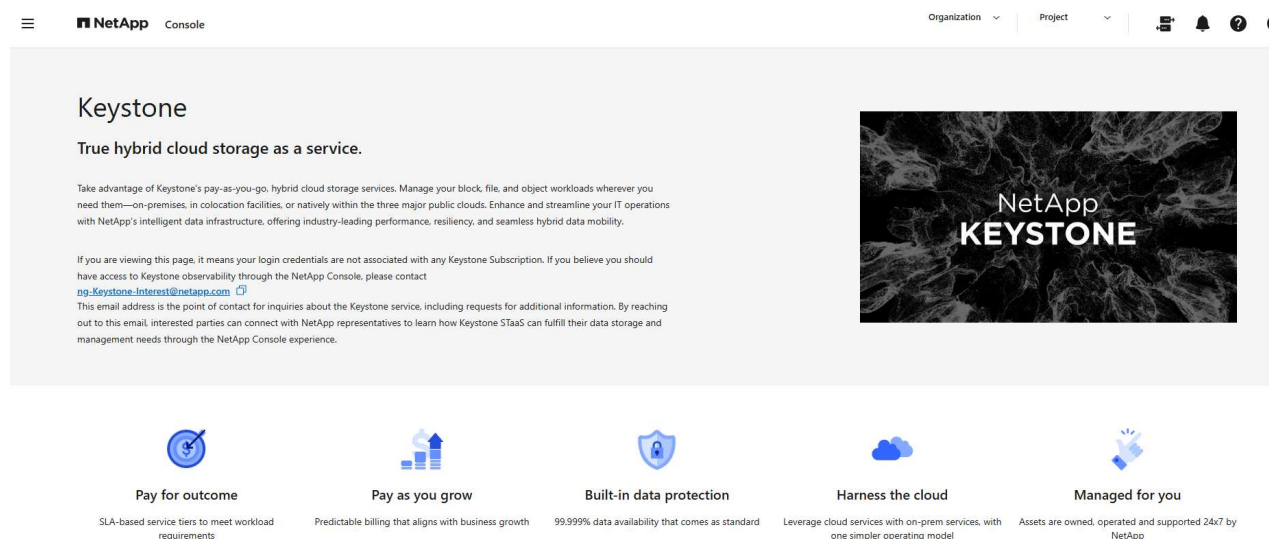 NetApp Console
Organization
Project
Keystone
True hybrid cloud storage as a service.
Take advantage of Keystone's pay-as-you-go, hybrid cloud storage services. Manage your block, file, and object workloads wherever you
need them—on-premises, in colocation facilities, or natively within the three major public clouds. Enhance and streamline your IT operations
with NetApp's intelligent data infrastructure, offering industry-leading performance, resiliency, and seamless hybrid data mobility.
If you are viewing this page, it means your login credentials are not associated with any Keystone Subscription. If you believe you should
have access to Keystone observability through the NetApp Console, please contact
ng-Keystone-Interest@netapp.com
This email address is the point of contact for inquiries about the Keystone service, including requests for additional information. By reaching
out to this email, interested parties can connect with NetApp representatives to learn how Keystone STaaS can fulfill their data storage and
management needs through the NetApp Console experience.
NetApp
KEYSTONE
Pay for outcome
SLA-based service tiers to meet workload
requirements
Pay as you grow
Predictable billing that aligns with business growth
Built-in data protection
99.999% data availability that comes as standard
Harness the cloud
Leverage cloud services with on-prem services, with
one simpler operating model
Managed for you
Assets are owned, operated and supported 24x7 by
NetApp